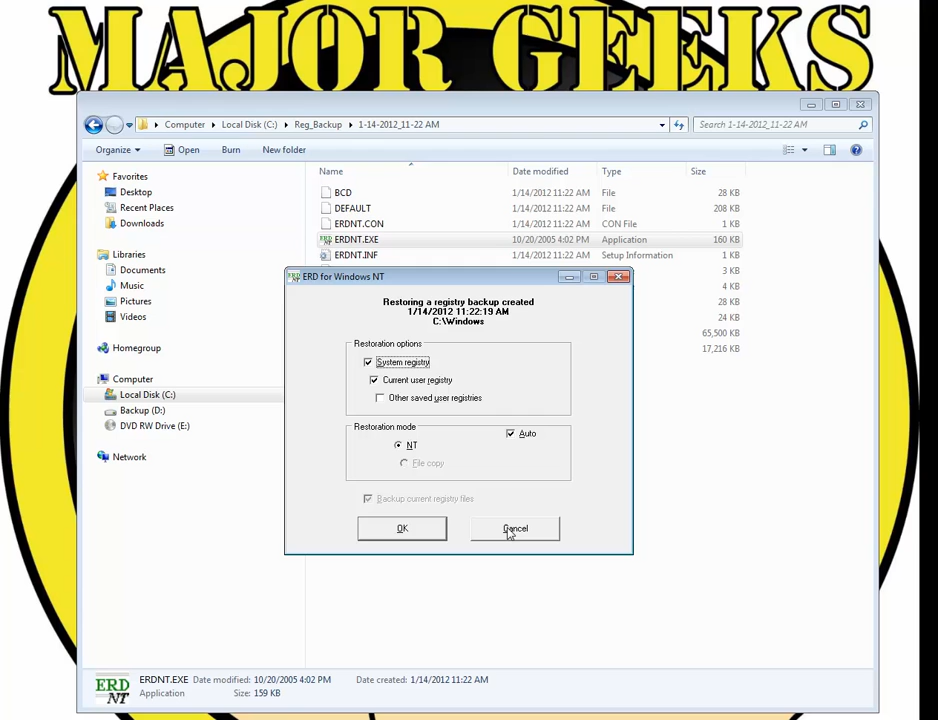 MAJOR GEEKS
Computer
Local Disk (C:)
Reg_Backup
1-14-2012_11-22 AM
Search 1-14-2012_11-22 AM
Organize
Open
Burn
New folder
Name
Date modified
Type
Size
Favorites
Desktop
Recent Places
Downloads
Libraries
Documents
Music
Pictures
Videos
Homegroup
Computer
Local Disk (C:)
Backup (D:)
DVD RW Drive (E:)
Network
BCD 1/14/2012 11:22 AM File 28 KB
DEFAULT 1/14/2012 11:22 AM File 208 KB
ERDNT.CON 1/14/2012 11:22 AM CON File 1 KB
ERDNT.EXE 10/20/2005 4:02 PM Application 160 KB
ERDNT.INF 1/14/2012 11:22 AM Setup Information 1 KB
3 KB
4 KB
28 KB
24 KB
65,500 KB
17,216 KB
ERD for Windows NT
Restoring a registry backup created
1/14/2012 11:22:19 AM
C:\Windows
Restoration options
System registry
Current user registry
Other saved user registries
Restoration mode
Auto
NT
File copy
Backup current registry files
OK
Cancel
ERD
NT
ERDNT.EXE Date modified: 10/20/2005 4:02 PM Date created: 1/14/2012 11:22 AM
Application Size: 159 KB